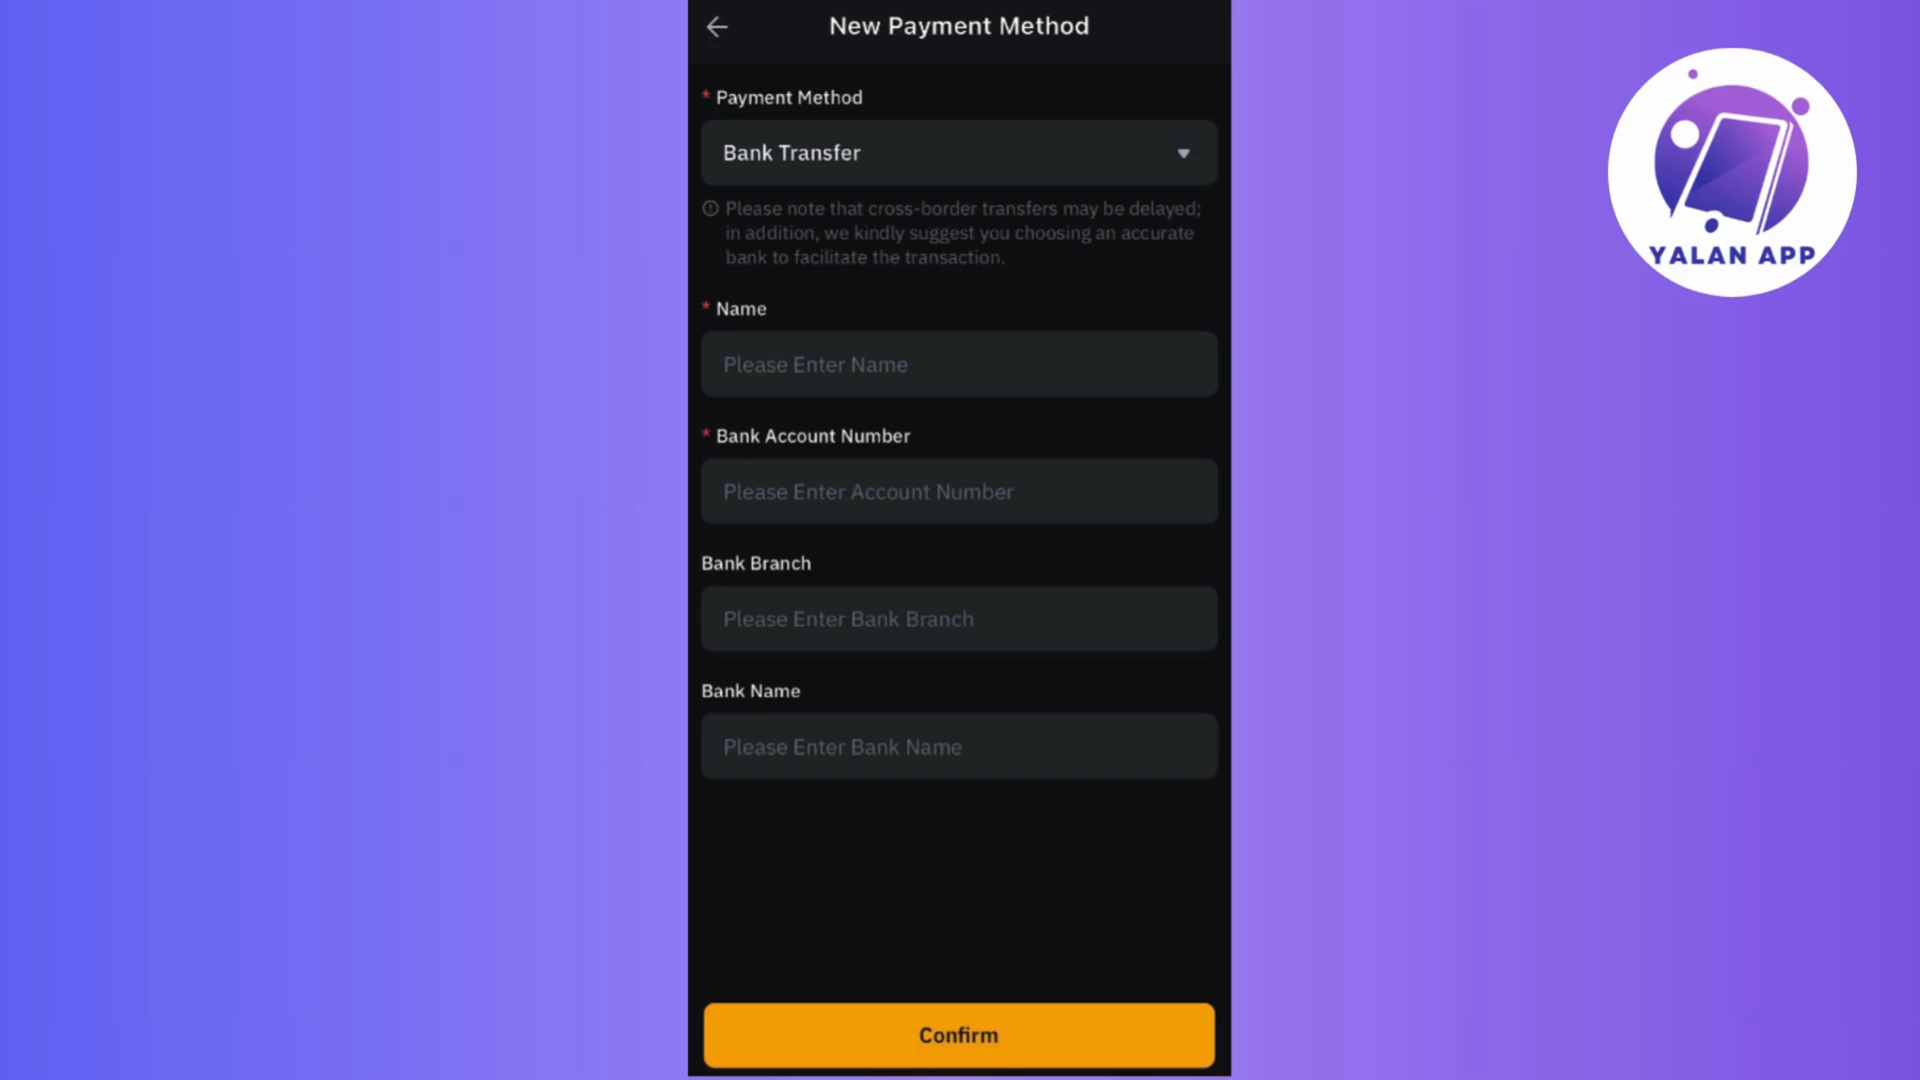 New Payment Method
* Payment Method
Bank Transfer
Please note that cross-border transfers may be delayed;
in addition, we kindly suggest you choosing an accurate
bank to facilitate the transaction.
* Name
Please Enter Name
* Bank Account Number
Please Enter Account Number
Bank Branch
Please Enter Bank Branch
Bank Name
Please Enter Bank Name
Confirm
YALAN APP